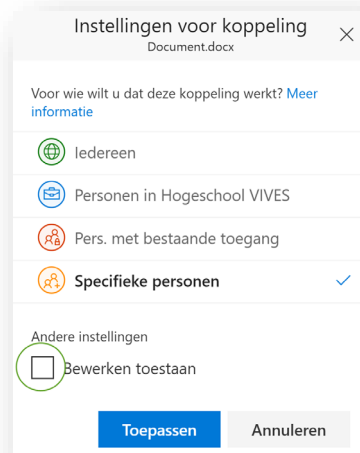 Instellingen voor koppeling
Document.docx
Voor wie wilt u dat deze koppeling werkt? Meer
informatie
Iedereen
Personen in Hogeschool VIVES
Pers. met bestaande toegang
Specifieke personen
Andere instellingen
Bewerken toestaan
Toepassen Annuleren